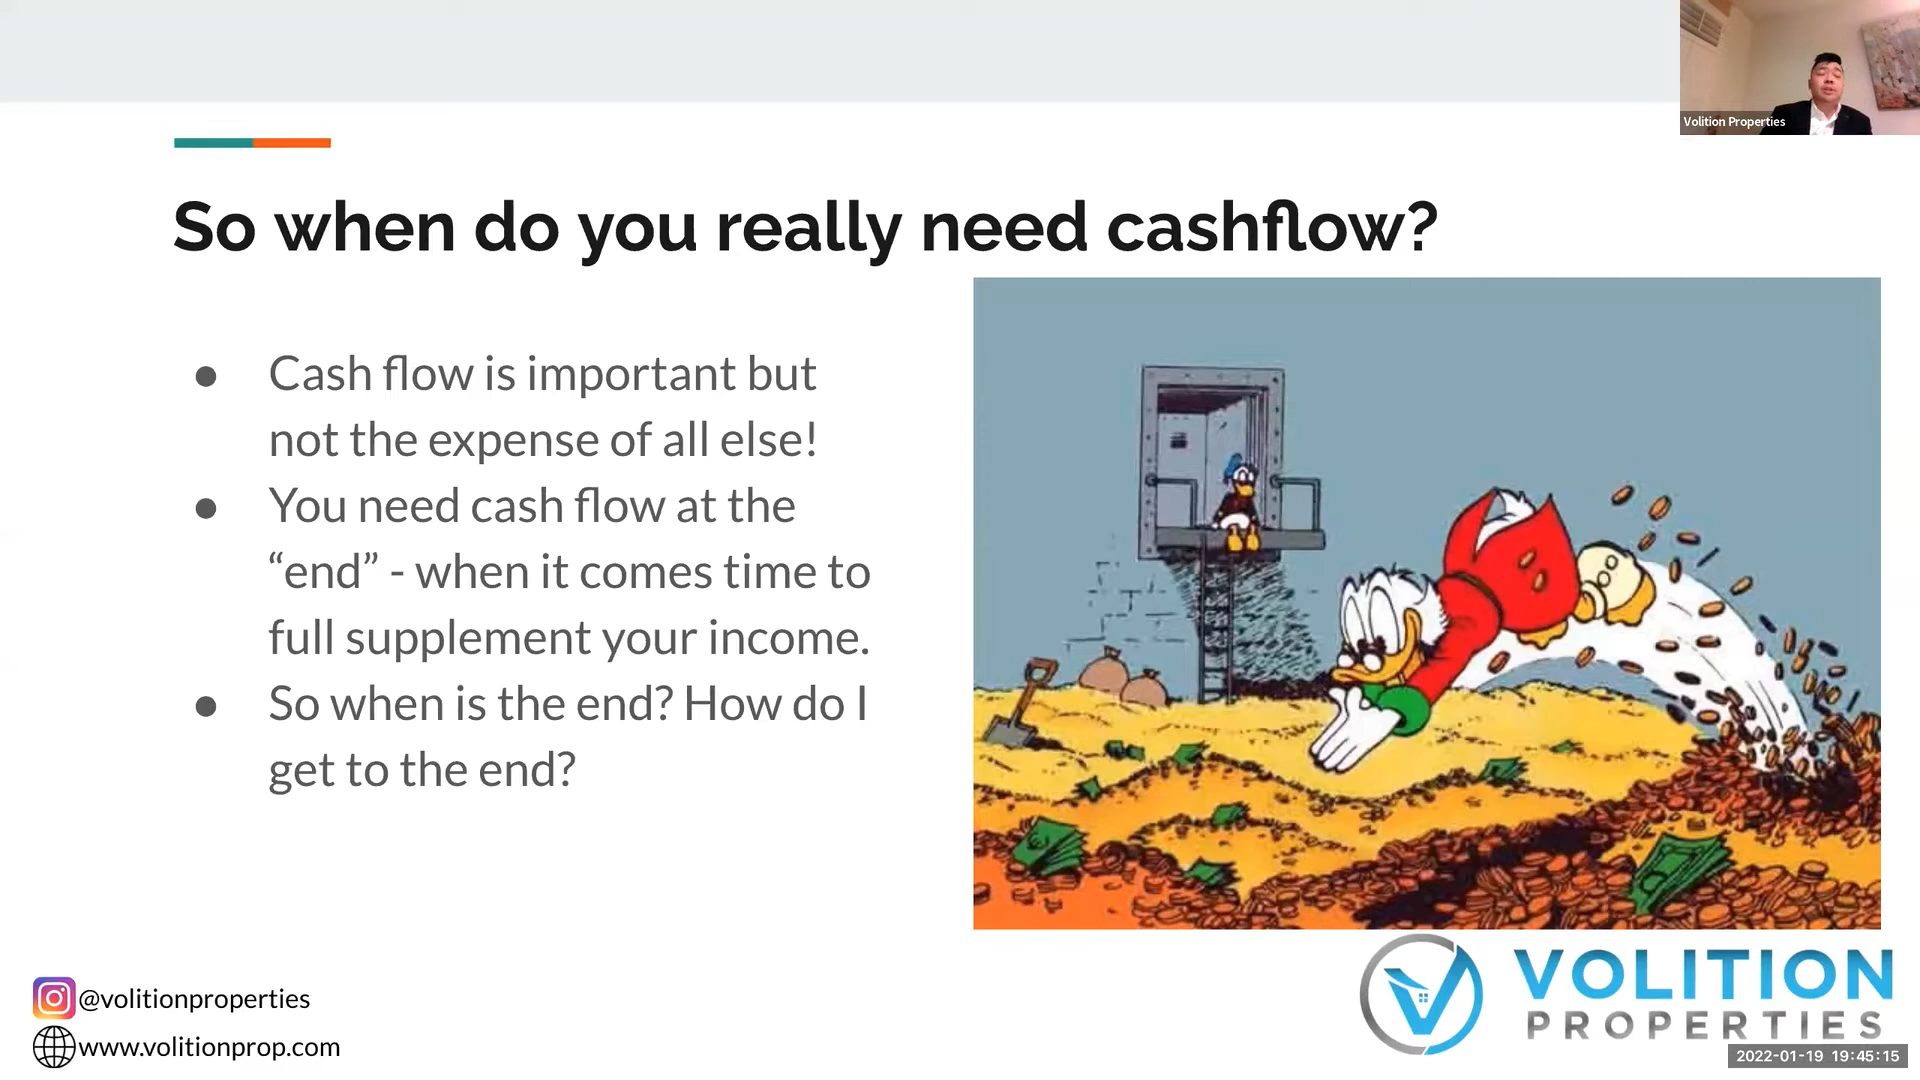 Volition Properties
So when do you really need cashflow?
● Cash flow is important but
not the expense of all else!
● You need cash flow at the
“end” - when it comes time to
full supplement your income.
● So when is the end? How do I
get to the end?
@volitionproperties
www.volitionprop.com
VOLITION
PROPERTIES
2022-01-19 19:45:15